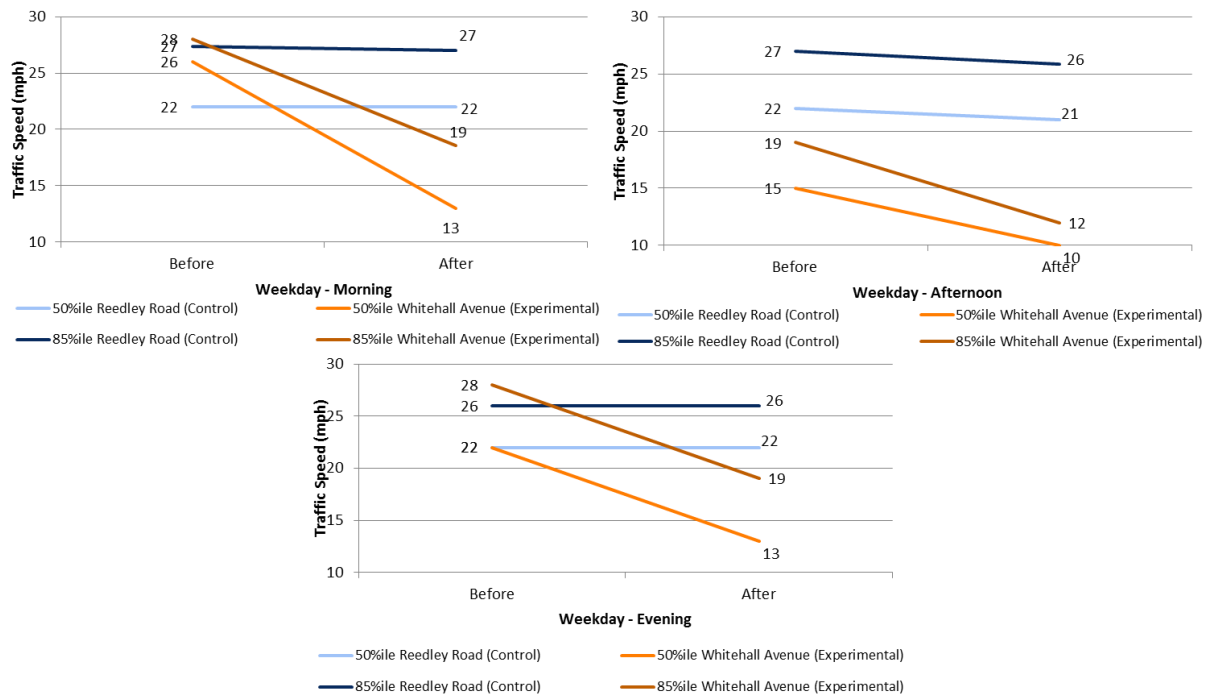 30
25
20
15
10
Traffic Speed (mph)
28
27
26
22
27
22
19
13
Before
After
Weekday - Morning
50%ile Reedley Road (Control)
50%ile Whitehall Avenue (Experimental)
85%ile Reedley Road (Control)
85%ile Whitehall Avenue (Experimental)
30
25
20
15
10
Traffic Speed (mph)
27
22
19
15
26
21
12
10
Before
After
Weekday - Afternoon
50%ile Reedley Road (Control)
50%ile Whitehall Avenue (Experimental)
85%ile Reedley Road (Control)
85%ile Whitehall Avenue (Experimental)
30
25
20
15
10
Traffic Speed (mph)
28
26
22
26
22
19
13
Before
After
Weekday - Evening
50%ile Reedley Road (Control)
50%ile Whitehall Avenue (Experimental)
85%ile Reedley Road (Control)
85%ile Whitehall Avenue (Experimental)